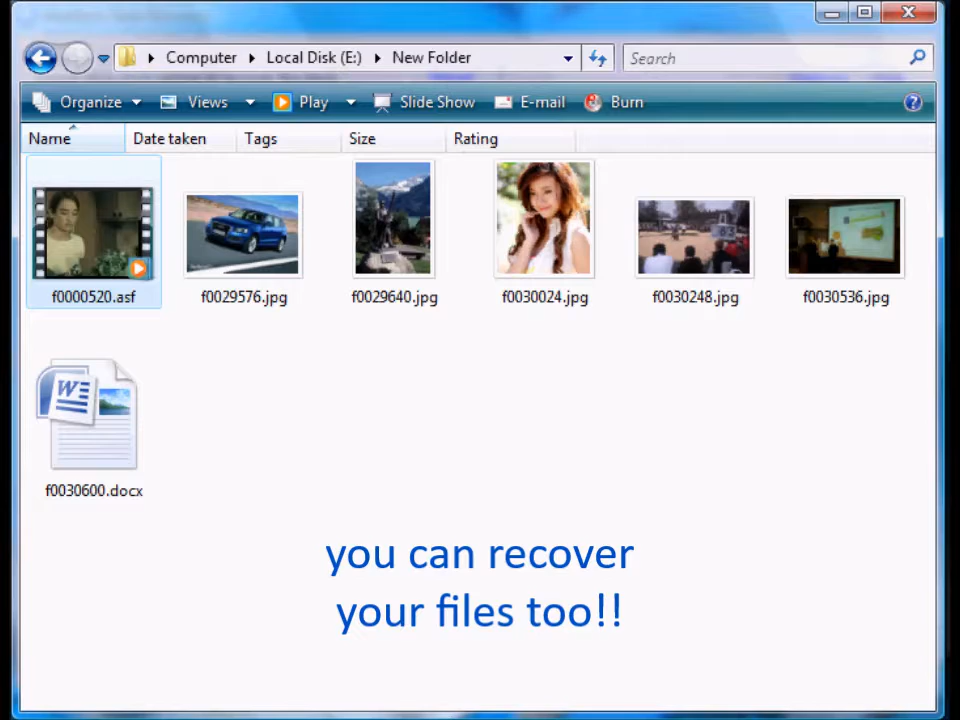 Computer Local Disk (E:) New Folder Search
Organize Views Play Slide Show E-mail Burn ?
Name Date taken Tags Size Rating
f0000520.asf f0029576.jpg f0029640.jpg f0030024.jpg f0030248.jpg f0030536.jpg
W
f0030600.docx
you can recover
your files too!!